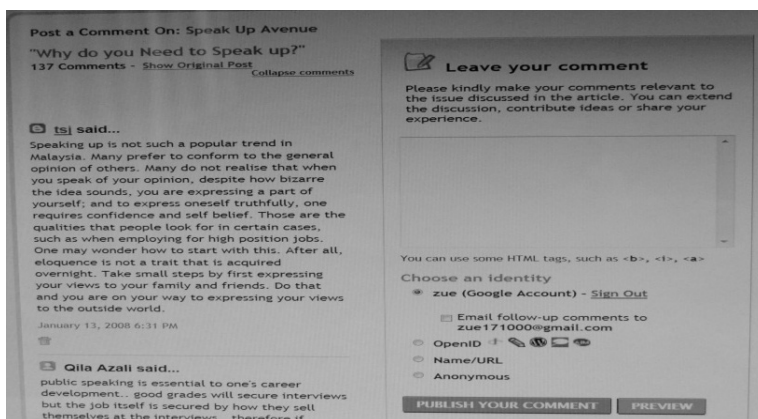 Post a Comment On: Speak Up Avenue
"Why do you Need to Speak up?"
137 Comments - Show Original Post
Collapse comments
tsj said...
Speaking up is not such a popular trend in
Malaysia. Many prefer to conform to the general
opinion of others. Many do not realise that when
you speak of your opinion, despite how bizarre
the idea sounds, you are expressing a part of
yourself; and to express oneself truthfully, one
requires confidence and self belief. Those are the
qualities that people look for in certain cases,
such as when employing for high position jobs.
One may wonder how to start with this. After all,
eloquence is not a trait that is acquired
overnight. Take small steps by first expressing
your views to your family and friends. Do that
and you are on your way to expressing your views
to the outside world.
January 13, 2008 6:31 PM
Qila Azali said...
public speaking is essential to one's career
development.. good grades will secure interviews
but the job itself is secured by how they sell
themselves at the interviews.. therefore if
Leave your comment
Please kindly make your comments relevant to
the issue discussed in the article. You can extend
the discussion, contribute ideas or share your
experience.
You can use some HTML tags, such as <b>, <i>, <a>
Choose an identity
zue (Google Account) - Sign Out
Email follow-up comments to
zue171000@gmail.com
OpenID
Name/URL
Anonymous
PUBLISH YOUR COMMENT
PREVIEW